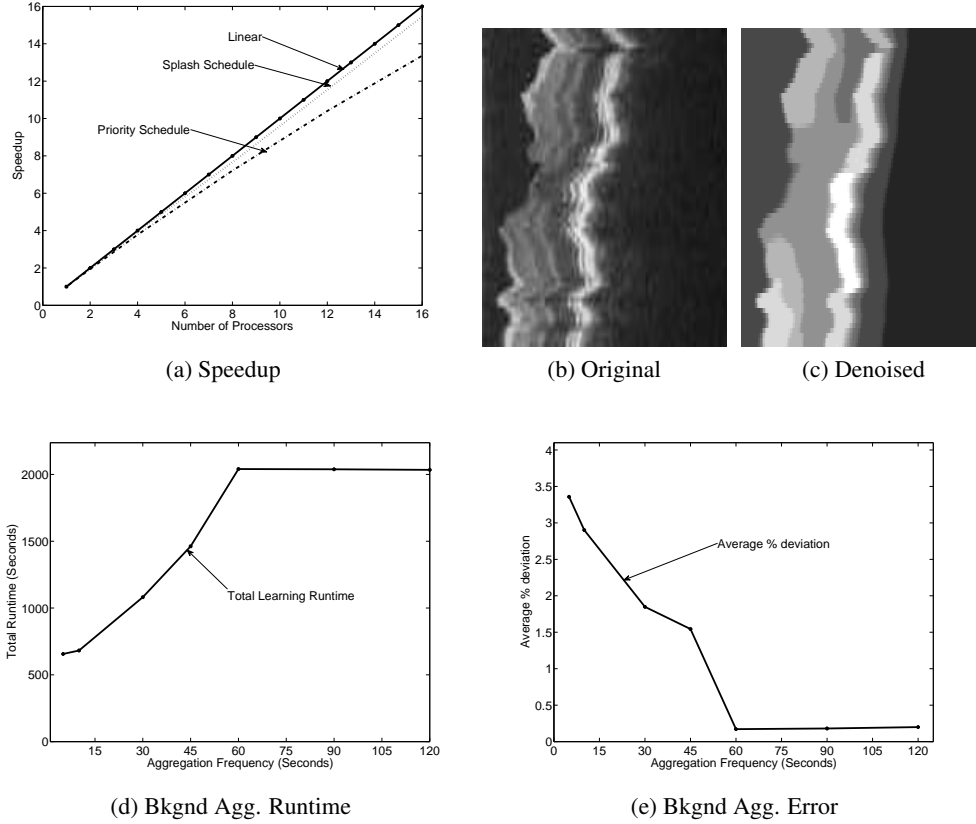 16
14
12
10
8
6
4
2
0
Speedup
Linear
Splash Schedule
Priority Schedule
0 2 4 6 8 10 12 14 16
Number of Processors
(a) Speedup
(b) Original
(c) Denoised
2000
1500
1000
500
0
Total Runtime (Seconds)
Total Learning Runtime
15 30 45 60 75 90 105 120
Aggregation Frequency (Seconds)
(d) Bkgnd Agg. Runtime
4
3.5
3
2.5
2
1.5
1
0.5
0
Average % deviation
Average % deviation
0 15 30 45 60 75 90 105 120
Aggregation Frequency (Seconds)
(e) Bkgnd Agg. Error